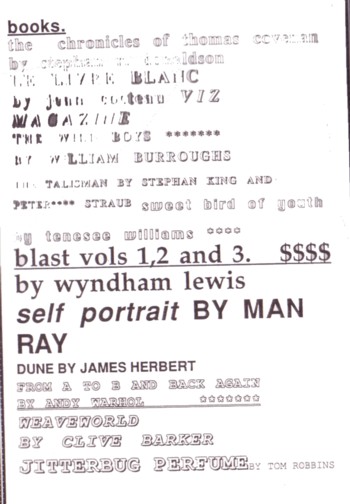 books.
the chronicles of thomas covenan
by stephan r. donaldson
LE LIVRE BLANC
by jean cocteau VIZ
MAGAZINE
THE WILD BOYS *******
BY WILLIAM BURROUGHS
THE TALISMAN BY STEPHAN KING AND
PETER**** STRAUB sweet bird of youth
by tenesee williams ****
blast vols 1,2 and 3. $$$$
by wyndham lewis
self portrait BY MAN
RAY
DUNE BY JAMES HERBERT
FROM A TO B AND BACK AGAIN
BY ANDY WARHOL *******
WEAVEWORLD
BY CLIVE BARKER
JITTERBUG PERFUME BY TOM ROBBINS